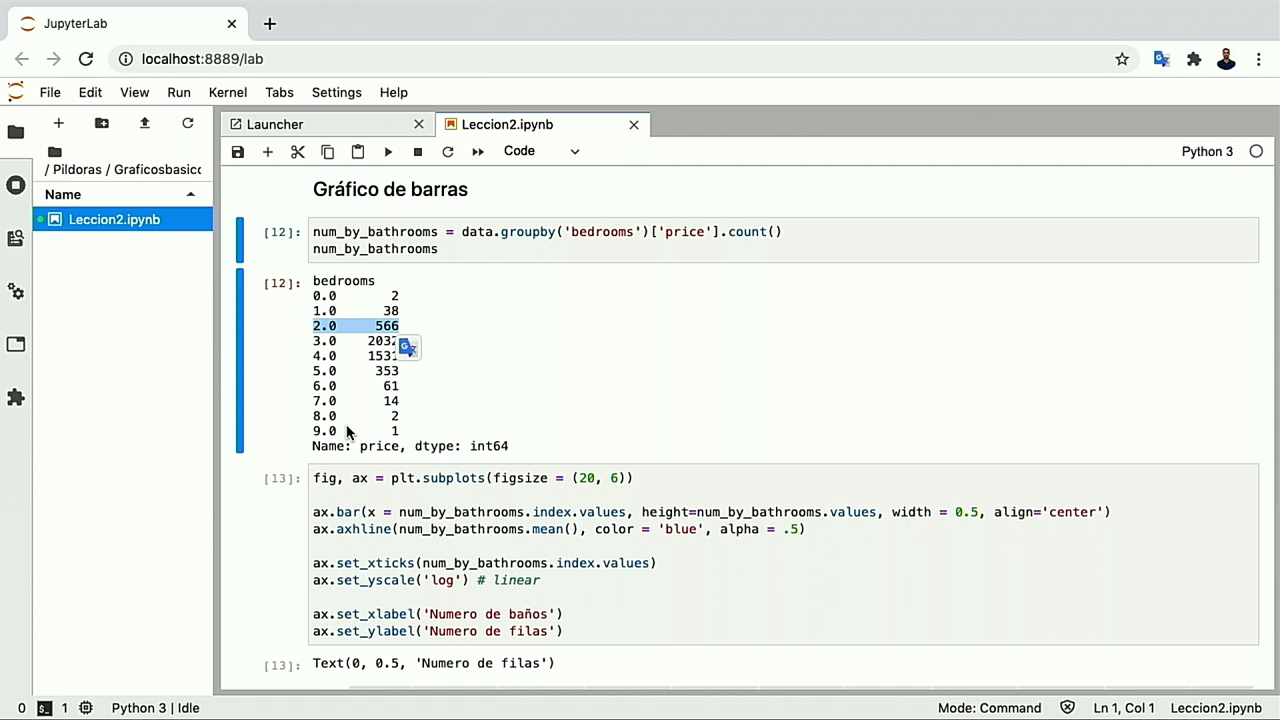 JupyterLab
localhost:8889/lab
File Edit View Run Kernel Tabs Settings Help
Launcher
Leccion2.ipynb
Code
Python 3
/ Pildoras / Graficosbasicc
Name
Leccion2.ipynb
Gráfico de barras
[12]: num_by_bathrooms = data.groupby('bedrooms')['price'].count()
num_by_bathrooms
[12]: bedrooms
0.0 2
1.0 38
2.0 566
3.0 2032
4.0 1531
5.0 353
6.0 61
7.0 14
8.0 2
9.0 1
Name: price, dtype: int64
[13]: fig, ax = plt.subplots(figsize = (20, 6))
ax.bar(x = num_by_bathrooms.index.values, height=num_by_bathrooms.values, width = 0.5, align='center')
ax.axhline(num_by_bathrooms.mean(), color = 'blue', alpha = .5)
ax.set_xticks(num_by_bathrooms.index.values)
ax.set_yscale('log') # linear
ax.set_xlabel('Numero de baños')
ax.set_ylabel('Numero de filas')
[13]: Text(0, 0.5, 'Numero de filas')
0 1 Python 3 | Idle
Mode: Command
Ln 1, Col 1 Leccion2.ipynb